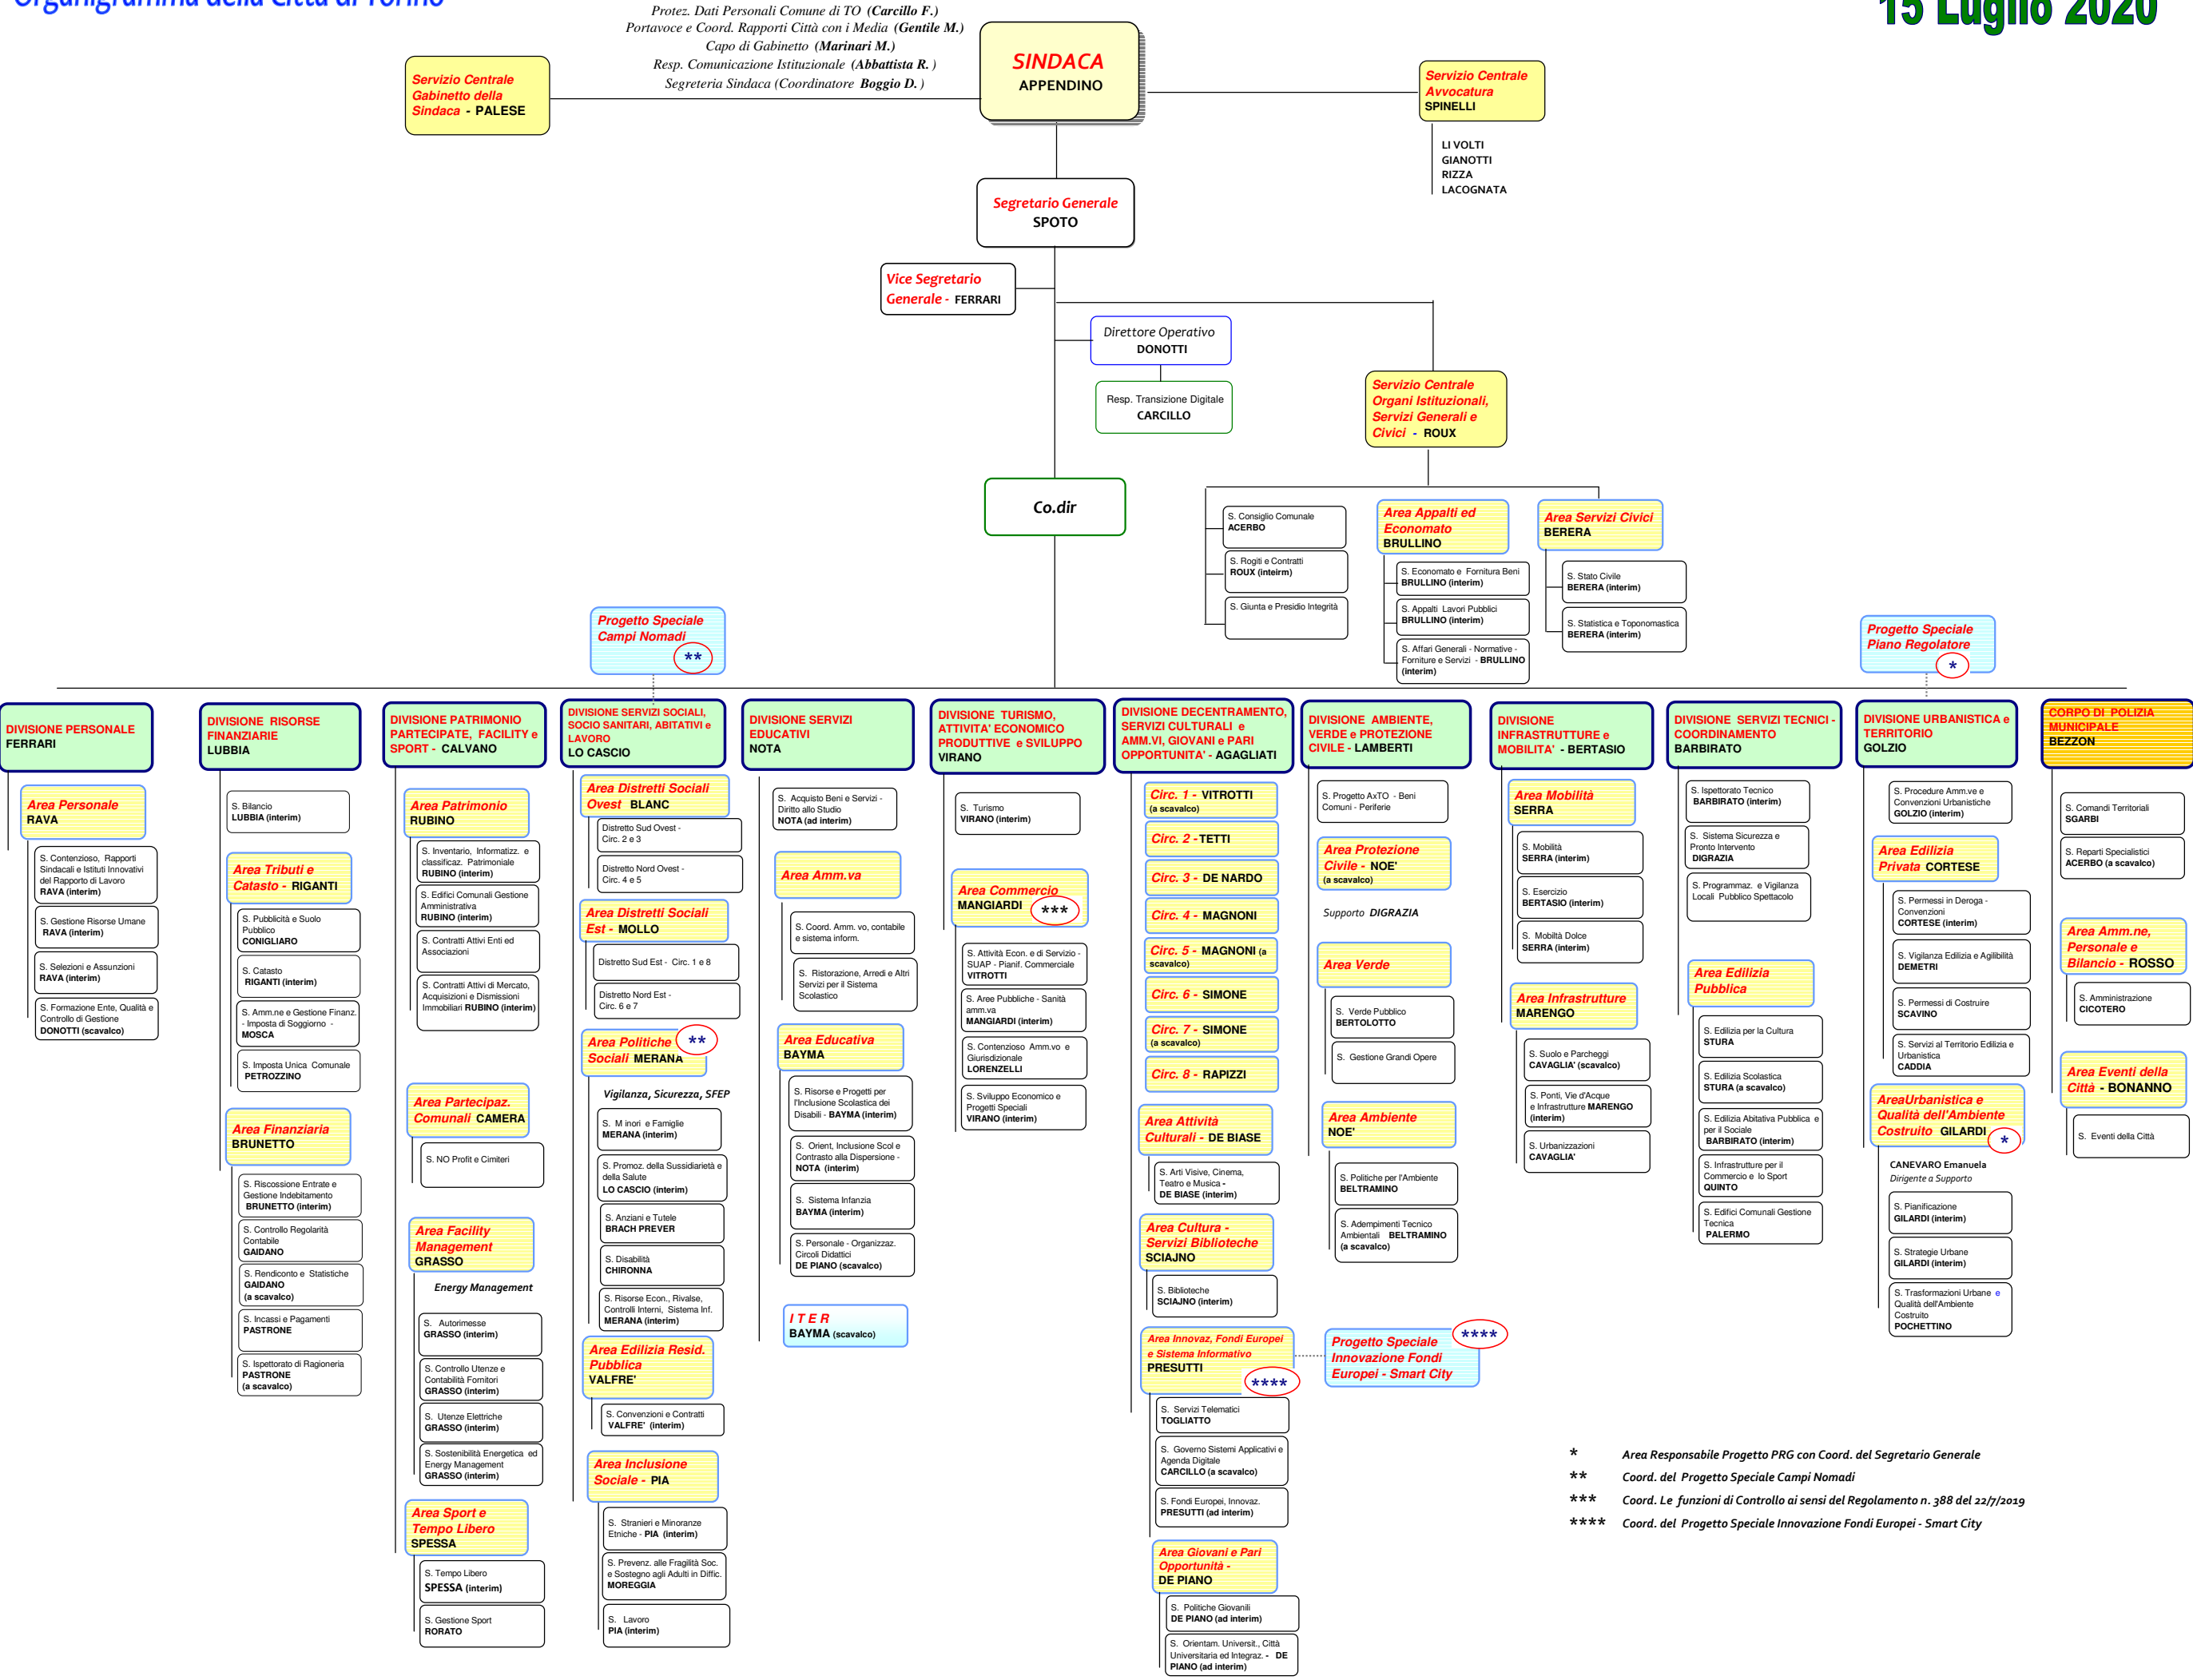 Organigramma della Città di Torino
15 Luglio 2020
Protez. Dati Personali Comune di TO (Carcillo F.)
Portavoce e Coord. Rapporti Città con i Media (Gentile M.)
Capo di Gabinetto (Marinari M.)
Resp. Comunicazione Istituzionale (Abbattista R. )
Segreteria Sindaca (Coordinatore Boggio D. )
SINDACA
APPENDINO
Servizio Centrale
Gabinetto della
Sindaca - PALESE
Servizio Centrale
Avvocatura
SPINELLI
LI VOLTI
GIANOTTI
RIZZA
LACOGNATA
Segretario Generale
SPOTO
Vice Segretario
Generale - FERRARI
Direttore Operativo
DONOTTI
Resp. Transizione Digitale
CARCILLO
Servizio Centrale
Organi Istituzionali,
Servizi Generali e
Civici - ROUX
Co.dir
S. Consiglio Comunale
ACERBO
S. Rogiti e Contratti
ROUX (inteirm)
S. Giunta e Presidio Integrità
Area Appalti ed
Economato
BRULLINO
S. Economato e Fornitura Beni
BRULLINO (interim)
S. Appalti Lavori Pubblici
BRULLINO (interim)
S. Affari Generali - Normative -
Forniture e Servizi - BRULLINO
(interim)
Area Servizi Civici
BERERA
S. Stato Civile
BERERA (interim)
S. Statistica e Toponomastica
BERERA (interim)
Progetto Speciale
Campi Nomadi
**
Progetto Speciale
Piano Regolatore
*
DIVISIONE PERSONALE
FERRARI
Area Personale
RAVA
S. Contenzioso, Rapporti
Sindacali e Istituti Innovativi
del Rapporto di Lavoro
RAVA (interim)
S. Gestione Risorse Umane
RAVA (interim)
S. Selezioni e Assunzioni
RAVA (interim)
S. Formazione Ente, Qualità e
Controllo di Gestione
DONOTTI (scavalco)
DIVISIONE RISORSE
FINANZIARIE
LUBBIA
S. Bilancio
LUBBIA (interim)
Area Tributi e
Catasto - RIGANTI
S. Pubblicità e Suolo
Pubblico
CONIGLIARO
S. Catasto
RIGANTI (interim)
S. Amm.ne e Gestione Finanz.
- Imposta di Soggiorno -
MOSCA
S. Imposta Unica Comunale
PETROZZINO
Area Finanziaria
BRUNETTO
S. Riscossione Entrate e
Gestione Indebitamento
BRUNETTO (interim)
S. Controllo Regolarità
Contabile
GAIDANO
S. Rendiconto e Statistiche
GAIDANO
(a scavalco)
S. Incassi e Pagamenti
PASTRONE
S. Ispettorato di Ragioneria
PASTRONE
(a scavalco)
DIVISIONE PATRIMONIO
PARTECIPATE, FACILITY e
SPORT - CALVANO
Area Patrimonio
RUBINO
S. Inventario, Informatizz. e
classificaz. Patrimoniale
RUBINO (interim)
S. Edifici Comunali Gestione
Amministrativa
RUBINO (interim)
S. Contratti Attivi Enti ed
Associazioni
S. Contratti Attivi di Mercato,
Acquisizioni e Dismissioni
Immobiliari RUBINO (interim)
Area Partecipaz.
Comunali CAMERA
S. NO Profit e Cimiteri
Area Facility
Management
GRASSO
Energy Management
S. Autorimesse
GRASSO (interim)
S. Controllo Utenze e
Contabilità Fornitori
GRASSO (interim)
S. Utenze Elettriche
GRASSO (interim)
S. Sostenibilità Energetica ed
Energy Management
GRASSO (interim)
Area Sport e
Tempo Libero
SPESSA
S. Tempo Libero
SPESSA (interim)
S. Gestione Sport
RORATO
DIVISIONE SERVIZI SOCIALI,
SOCIO SANITARI, ABITATIVI e
LAVORO
LO CASCIO
Area Distretti Sociali
Ovest BLANC
Distretto Sud Ovest -
Circ. 2 e 3
Distretto Nord Ovest -
Circ. 4 e 5
Area Distretti Sociali
Est - MOLLO
Distretto Sud Est - Circ. 1 e 8
Distretto Nord Est -
Circ. 6 e 7
Area Politiche **
Sociali MERANA
Vigilanza, Sicurezza, SFEP
S. M inori e Famiglie
MERANA (interim)
S. Promoz. della Sussidiarietà e
della Salute
LO CASCIO (interim)
S. Anziani e Tutele
BRACH PREVER
S. Disabilità
CHIRONNA
S. Risorse Econ., Rivalse,
Controlli Interni, Sistema Inf.
MERANA (interim)
Area Edilizia Resid.
Pubblica
VALFRE'
S. Convenzioni e Contratti
VALFRE' (interim)
Area Inclusione
Sociale - PIA
S. Stranieri e Minoranze
Etniche - PIA (interim)
S. Prevenz. alle Fragilità Soc.
e Sostegno agli Adulti in Diffic.
MOREGGIA
S. Lavoro
PIA (interim)
DIVISIONE SERVIZI
EDUCATIVI
NOTA
S. Acquisto Beni e Servizi -
Diritto allo Studio
NOTA (ad interim)
Area Amm.va
S. Coord. Amm. vo, contabile
e sistema inform.
S. Ristorazione, Arredi e Altri
Servizi per il Sistema
Scolastico
Area Educativa
BAYMA
S. Risorse e Progetti per
l'Inclusione Scolastica dei
Disabili - BAYMA (interim)
S. Orient, Inclusione Scol e
Contrasto alla Dispersione -
NOTA (interim)
S. Sistema Infanzia
BAYMA (interim)
S. Personale - Organizzaz.
Circoli Didattici
DE PIANO (scavalco)
I T E R
BAYMA (scavalco)
DIVISIONE TURISMO,
ATTIVITA' ECONOMICO
PRODUTTIVE e SVILUPPO
VIRANO
S. Turismo
VIRANO (interim)
Area Commercio
MANGIARDI ***
S. Attività Econ. e di Servizio -
SUAP - Pianif. Commerciale
VITROTTI
S. Aree Pubbliche - Sanità
amm.va
MANGIARDI (interim)
S. Contenzioso Amm.vo e
Giurisdizionale
LORENZELLI
S. Sviluppo Economico e
Progetti Speciali
VIRANO (interim)
DIVISIONE DECENTRAMENTO,
SERVIZI CULTURALI e
AMM.VI, GIOVANI e PARI
OPPORTUNITA' - AGAGLIATI
Circ. 1 - VITROTTI
(a scavalco)
Circ. 2 -TETTI
Circ. 3 - DE NARDO
Circ. 4 - MAGNONI
Circ. 5 - MAGNONI (a
scavalco)
Circ. 6 - SIMONE
Circ. 7 - SIMONE
(a scavalco)
Circ. 8 - RAPIZZI
Area Attività
Culturali - DE BIASE
S. Arti Visive, Cinema,
Teatro e Musica -
DE BIASE (interim)
Area Cultura -
Servizi Biblioteche
SCIAJNO
S. Biblioteche
SCIAJNO (interim)
Area Innovaz, Fondi Europei
e Sistema Informativo
PRESUTTI
****
Progetto Speciale
Innovazione Fondi
Europei - Smart City
****
S. Servizi Telematici
TOGLIATTO
S. Governo Sistemi Applicativi e
Agenda Digitale
CARCILLO (a scavalco)
S. Fondi Europei, Innovaz.
PRESUTTI (ad interim)
Area Giovani e Pari
Opportunità -
DE PIANO
S. Politiche Giovanili
DE PIANO (ad interim)
S. Orientam. Universit., Città
Universitaria ed Integraz. - DE
PIANO (ad interim)
DIVISIONE AMBIENTE,
VERDE e PROTEZIONE
CIVILE - LAMBERTI
S. Progetto AxTO - Beni
Comuni - Periferie
Area Protezione
Civile - NOE'
(a scavalco)
Supporto DIGRAZIA
Area Verde
S. Verde Pubblico
BERTOLOTTO
S. Gestione Grandi Opere
Area Ambiente
NOE'
S. Politiche per l'Ambiente
BELTRAMINO
S. Adempimenti Tecnico
Ambientali BELTRAMINO
(a scavalco)
DIVISIONE
INFRASTRUTTURE e
MOBILITA' - BERTASIO
Area Mobilità
SERRA
S. Mobilità
SERRA (interim)
S. Esercizio
BERTASIO (interim)
S. Mobiltà Dolce
SERRA (interim)
Area Infrastrutture
MARENGO
S. Suolo e Parcheggi
CAVAGLIA' (scavalco)
S. Ponti, Vie d'Acque
e Infrastrutture MARENGO
(interim)
S. Urbanizzazioni
CAVAGLIA'
DIVISIONE SERVIZI TECNICI -
COORDINAMENTO
BARBIRATO
S. Ispettorato Tecnico
BARBIRATO (interim)
S. Sistema Sicurezza e
Pronto Intervento
DIGRAZIA
S. Programmaz. e Vigilanza
Locali Pubblico Spettacolo
Area Edilizia
Pubblica
S. Edilizia per la Cultura
STURA
S. Edilizia Scolastica
STURA (a scavalco)
S. Edilizia Abitativa Pubblica e
per il Sociale
BARBIRATO (interim)
S. Infrastrutture per il
Commercio e lo Sport
QUINTO
S. Edifici Comunali Gestione
Tecnica
PALERMO
DIVISIONE URBANISTICA e
TERRITORIO
GOLZIO
S. Procedure Amm.ve e
Convenzioni Urbanistiche
GOLZIO (interim)
Area Edilizia
Privata CORTESE
S. Permessi in Deroga -
Convenzioni
CORTESE (interim)
S. Vigilanza Edilizia e Agilibilità
DEMETRI
S. Permessi di Costruire
SCAVINO
S. Servizi al Territorio Edilizia e
Urbanistica
CADDIA
AreaUrbanistica e
Qualità dell'Ambiente
Costruito GILARDI *
CANEVARO Emanuela
Dirigente a Supporto
S. Pianificazione
GILARDI (interim)
S. Strategie Urbane
GILARDI (interim)
S. Trasformazioni Urbane e
Qualità dell'Ambiente
Costruito
POCHETTINO
CORPO DI POLIZIA
MUNICIPALE
BEZZON
S. Comandi Territoriali
SGARBI
S. Reparti Specialistici
ACERBO (a scavalco)
Area Amm.ne,
Personale e
Bilancio - ROSSO
S. Amministrazione
CICOTERO
Area Eventi della
Città - BONANNO
S. Eventi della Città
* Area Responsabile Progetto PRG con Coord. del Segretario Generale
** Coord. del Progetto Speciale Campi Nomadi
*** Coord. Le funzioni di Controllo ai sensi del Regolamento n. 388 del 22/7/2019
**** Coord. del Progetto Speciale Innovazione Fondi Europei - Smart City